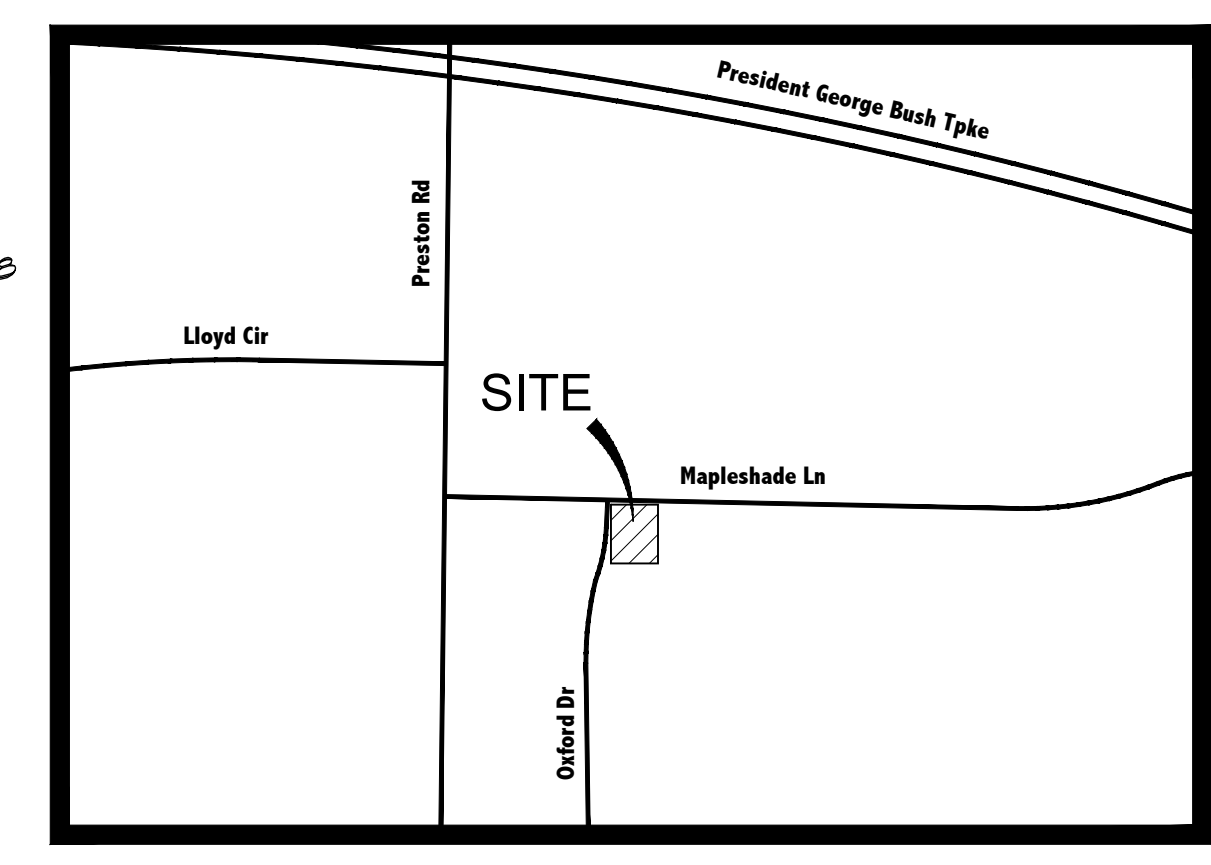 President George Bush Tpke
Preston Rd
Lloyd Cir
SITE
Mapleshade Ln
Oxford Dr